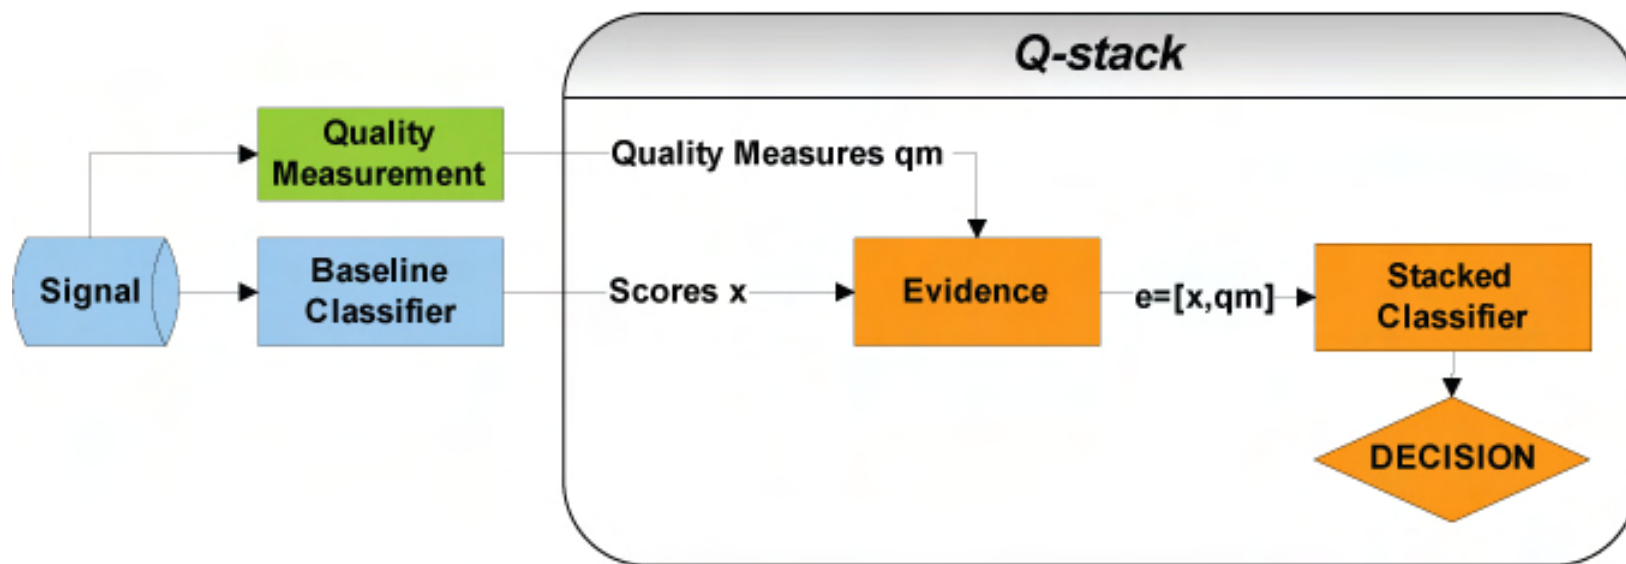 Q-stack
Quality
Measurement
Quality Measures qm
Signal
Baseline
Classifier
Scores x
Evidence
e=[x,qm]
Stacked
Classifier
DECISION